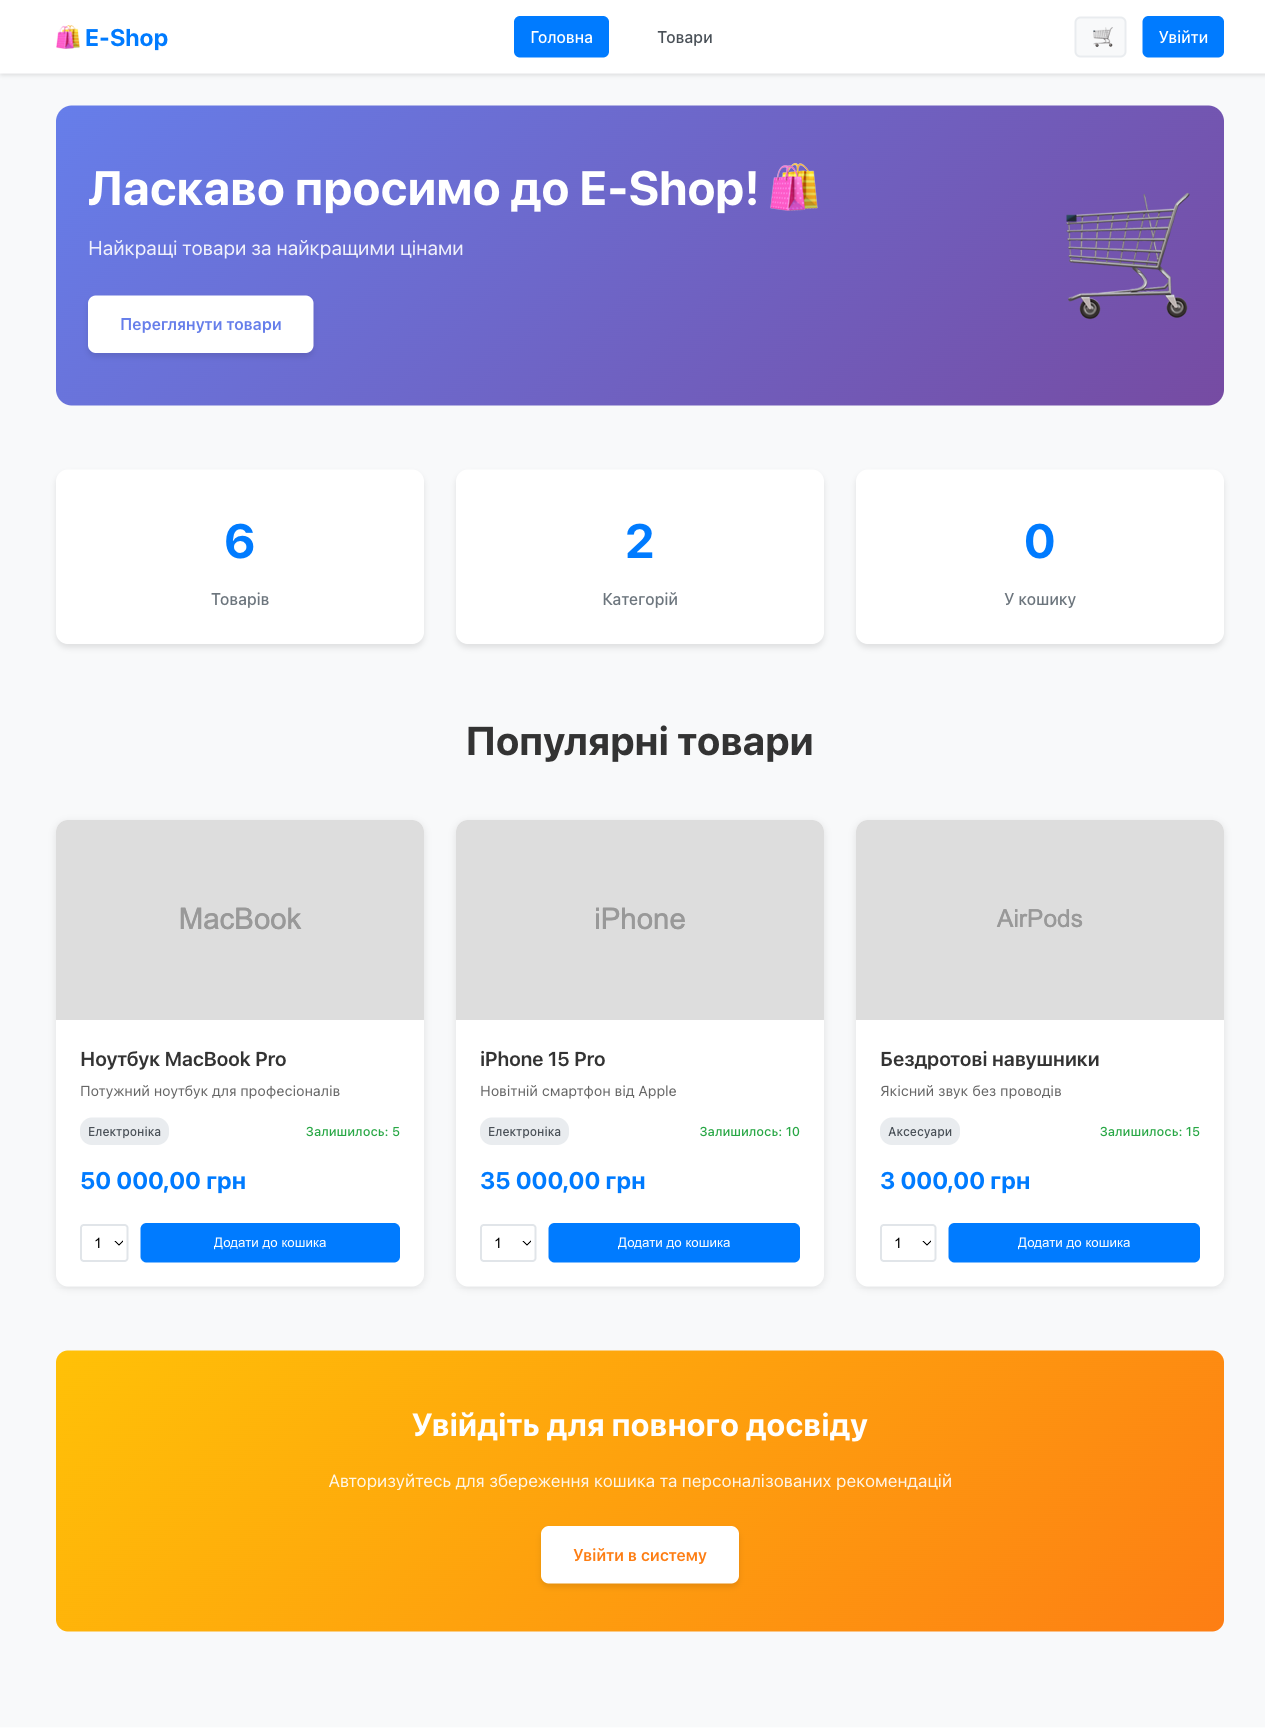 E-Shop
Головна
Товари
Увійти
Ласкаво просимо до E-Shop!
Найкращі товари за найкращими цінами
Переглянути товари
6
Товарів
2
Категорій
0
У кошику
Популярні товари
MacBook
Ноутбук MacBook Pro
Потужний ноутбук для професіоналів
Електроніка
Залишилось: 5
50 000,00 грн
1
Додати до кошика
iPhone
iPhone 15 Pro
Новітній смартфон від Apple
Електроніка
Залишилось: 10
35 000,00 грн
1
Додати до кошика
AirPods
Бездротові навушники
Якісний звук без проводів
Аксесуари
Залишилось: 15
3 000,00 грн
1
Додати до кошика
Увійдіть для повного досвіду
Авторизуйтесь для збереження кошика та персоналізованих рекомендацій
Увійти в систему